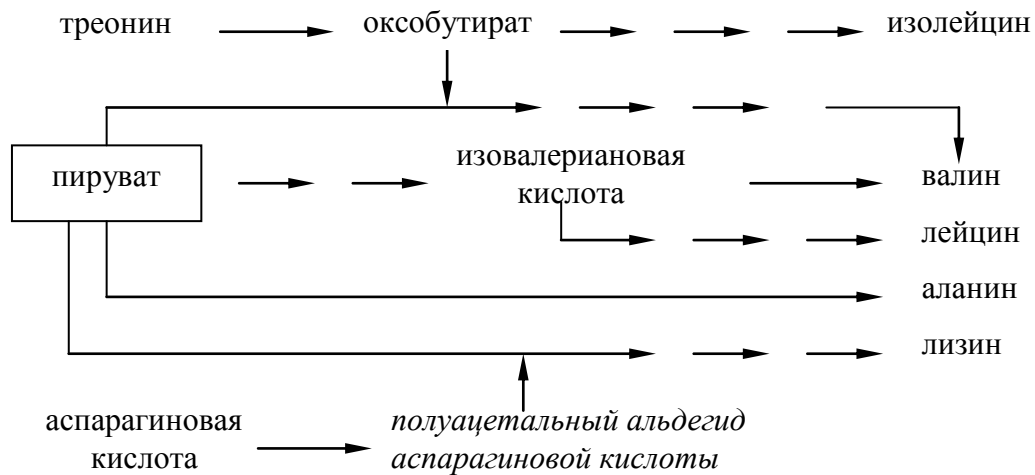 треонин оксобутират изолейцин
изовалериановая
кислота
пируват валин
лейцин
аланин
лизин
аспарагиновая
кислота
полуацетальный альдегид
аспарагиновой кислоты